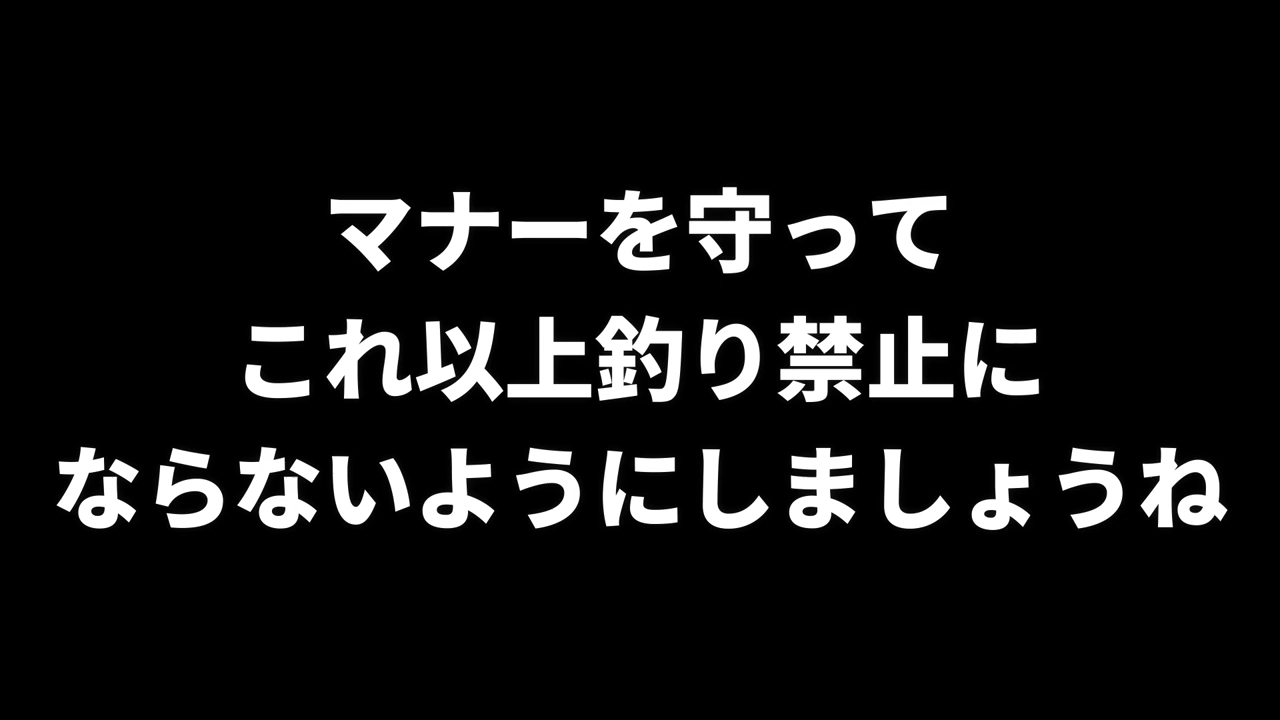 マナーを守って
これ以上釣り禁止に
ならないようにしましょうね